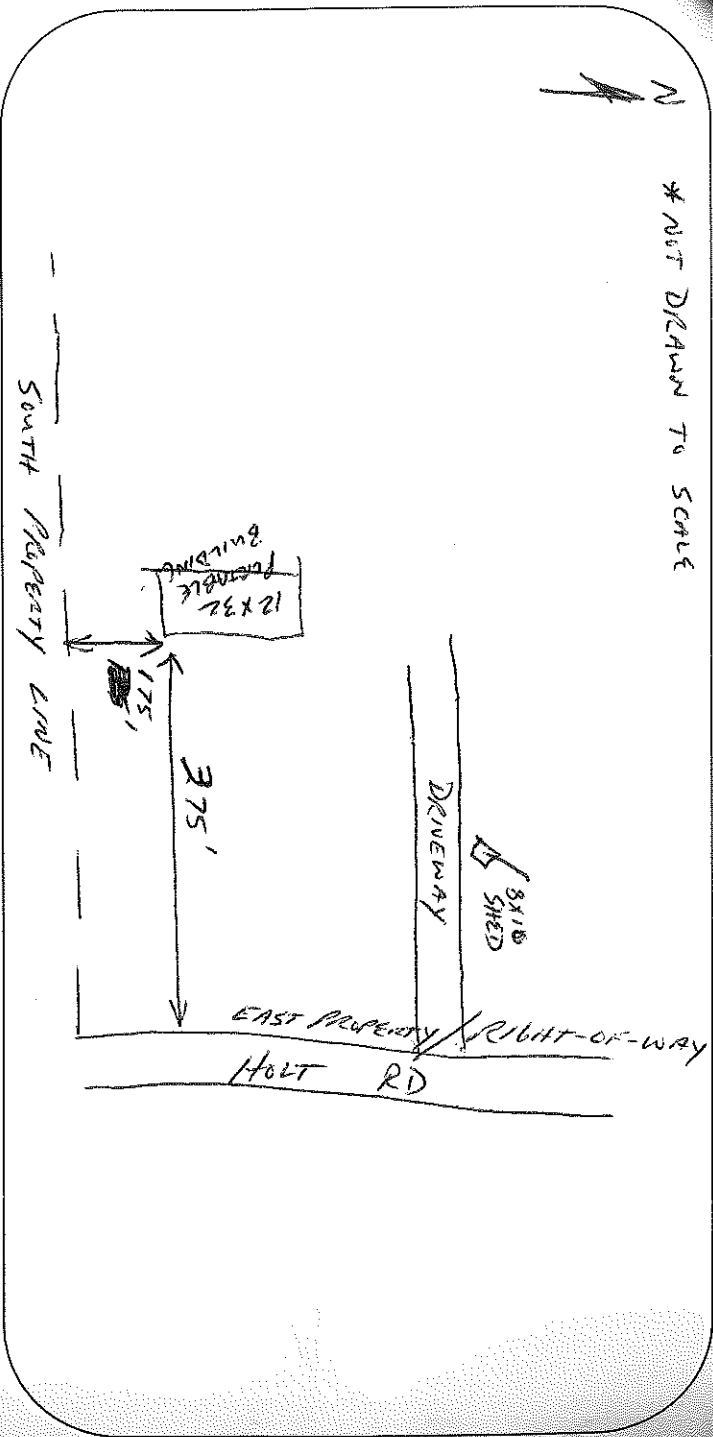 N
* NOT DRAWN TO SCALE
8X10
SHED
DRIVEWAY
12 X 32
PORTABLE
BUILDING
175'
375'
SOUTH PROPERTY LINE
EAST PROPERTY / RIGHT-OF-WAY
HOLT RD